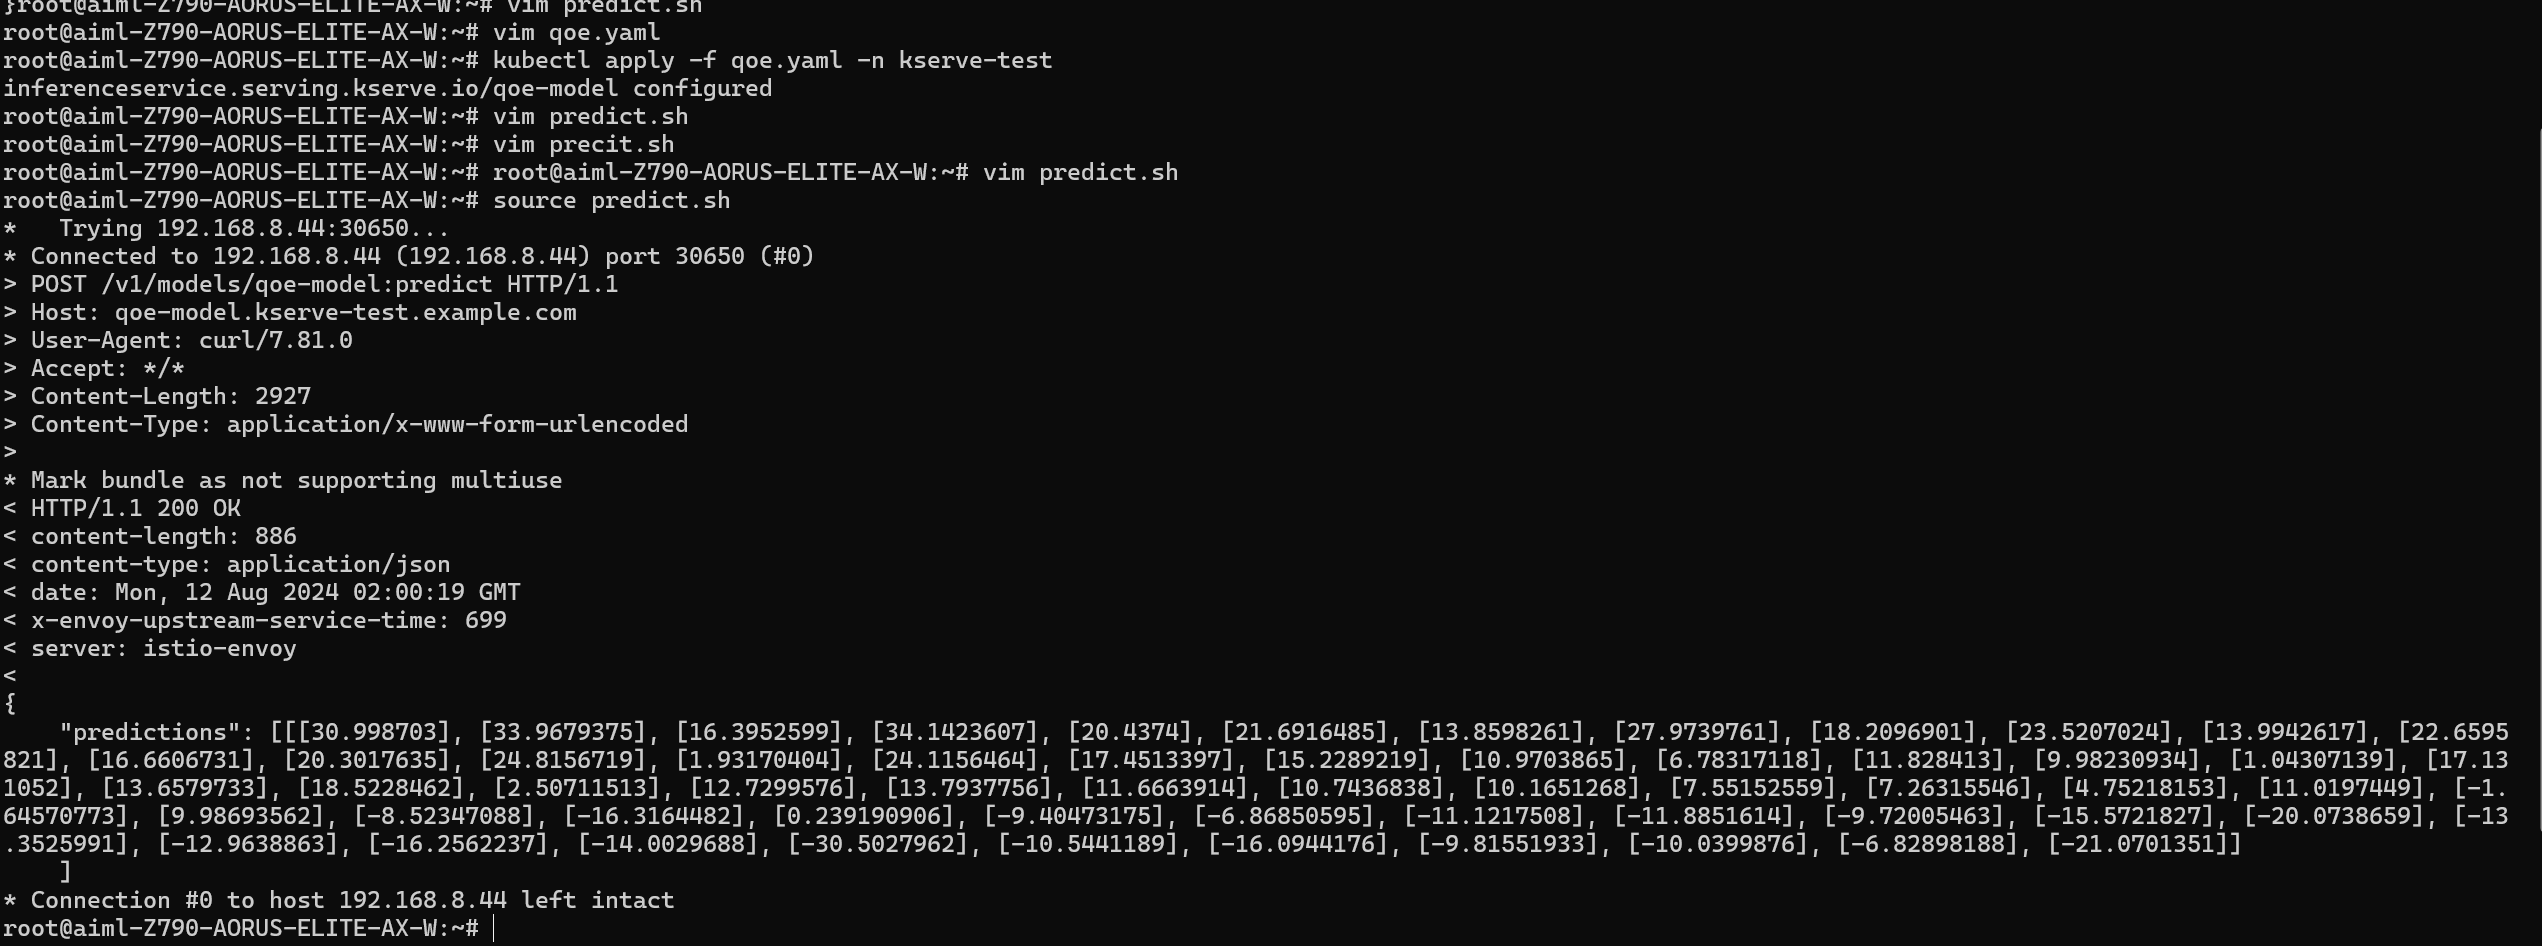 }root@aiml-Z790-AORUS-ELITE-AX-W:~# vim predict.sh
root@aiml-Z790-AORUS-ELITE-AX-W:~# vim qoe.yaml
root@aiml-Z790-AORUS-ELITE-AX-W:~# kubectl apply -f qoe.yaml -n kserve-test
inferenceservice.serving.kserve.io/qoe-model configured
root@aiml-Z790-AORUS-ELITE-AX-W:~# vim predict.sh
root@aiml-Z790-AORUS-ELITE-AX-W:~# vim precit.sh
root@aiml-Z790-AORUS-ELITE-AX-W:~# root@aiml-Z790-AORUS-ELITE-AX-W:~# vim predict.sh
root@aiml-Z790-AORUS-ELITE-AX-W:~# source predict.sh
*   Trying 192.168.8.44:30650...
* Connected to 192.168.8.44 (192.168.8.44) port 30650 (#0)
> POST /v1/models/qoe-model:predict HTTP/1.1
> Host: qoe-model.kserve-test.example.com
> User-Agent: curl/7.81.0
> Accept: */*
> Content-Length: 2927
> Content-Type: application/x-www-form-urlencoded
>
* Mark bundle as not supporting multiuse
< HTTP/1.1 200 OK
< content-length: 886
< content-type: application/json
< date: Mon, 12 Aug 2024 02:00:19 GMT
< x-envoy-upstream-service-time: 699
< server: istio-envoy
<
{
    "predictions": [[[30.998703], [33.9679375], [16.3952599], [34.1423607], [20.4374], [21.6916485], [13.8598261], [27.9739761], [18.2096901], [23.5207024], [13.9942617], [22.6595
821], [16.6606731], [20.3017635], [24.8156719], [1.93170404], [24.1156464], [17.4513397], [15.2289219], [10.9703865], [6.78317118], [11.828413], [9.98230934], [1.04307139], [17.13
1052], [13.6579733], [18.5228462], [2.50711513], [12.7299576], [13.7937756], [11.6663914], [10.7436838], [10.1651268], [7.55152559], [7.26315546], [4.75218153], [11.0197449], [-1.
64570773], [9.98693562], [-8.52347088], [-16.3164482], [0.239190906], [-9.40473175], [-6.86850595], [-11.1217508], [-11.8851614], [-9.72005463], [-15.5721827], [-20.0738659], [-13
.3525991], [-12.9638863], [-16.2562237], [-14.0029688], [-30.5027962], [-10.5441189], [-16.0944176], [-9.81551933], [-10.0399876], [-6.82898188], [-21.0701351]]
    ]
* Connection #0 to host 192.168.8.44 left intact
root@aiml-Z790-AORUS-ELITE-AX-W:~#